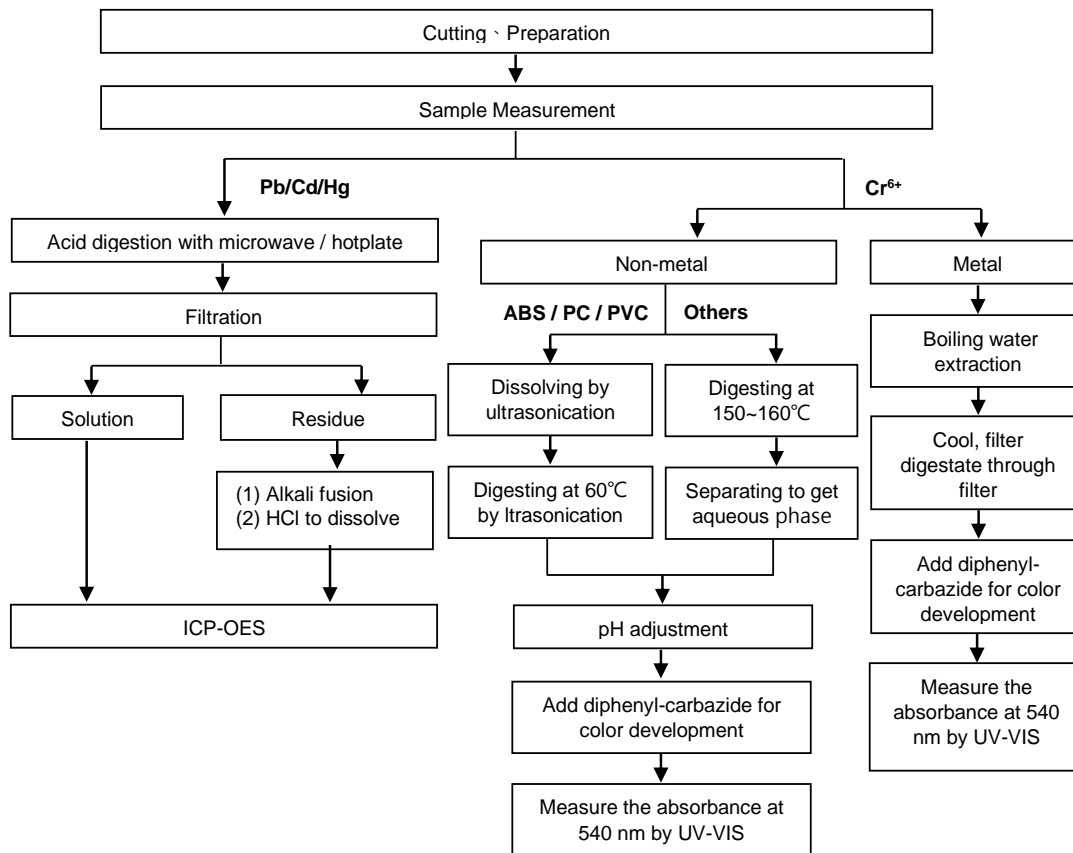 Cutting、Preparation
Sample Measurement
Pb/Cd/Hg
Cr⁶⁺
Acid digestion with microwave / hotplate
Non-metal
Metal
Filtration
ABS / PC / PVC
Others
Boiling water
extraction
Solution
Residue
Dissolving by
ultrasonication
Digesting at
150~160℃
Cool, filter
digestate through
filter
(1) Alkali fusion
(2) HCl to dissolve
Digesting at 60℃
by ltrasonication
Separating to get
aqueous phase
Add diphenyl-
carbazide for color
development
ICP-OES
pH adjustment
Measure the
absorbance at 540
nm by UV-VIS
Add diphenyl-carbazide for
color development
Measure the absorbance at
540 nm by UV-VIS